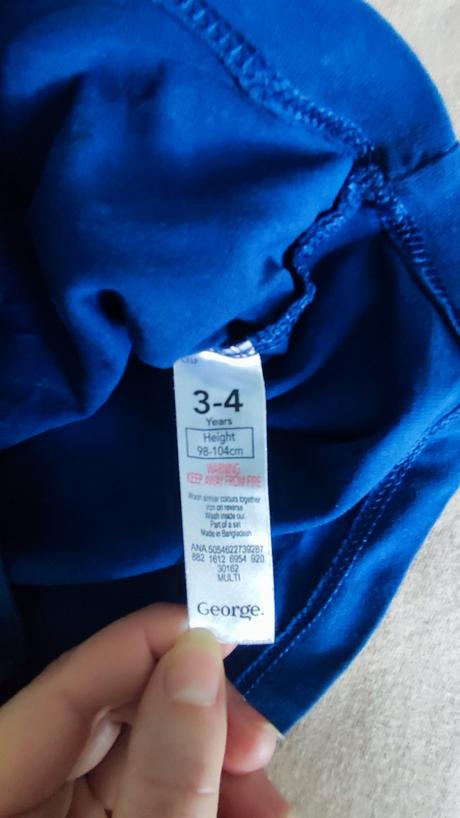 3-4
Years
Height
98-104cm
WARNING
KEEP AWAY FROM FIRE
Wash similar colours together
Iron on reverse
Wash inside out
Part of a set
Made in Bangladesh
ANA 5054622739287
882 1612 6954 920
30162
MULTI
George.